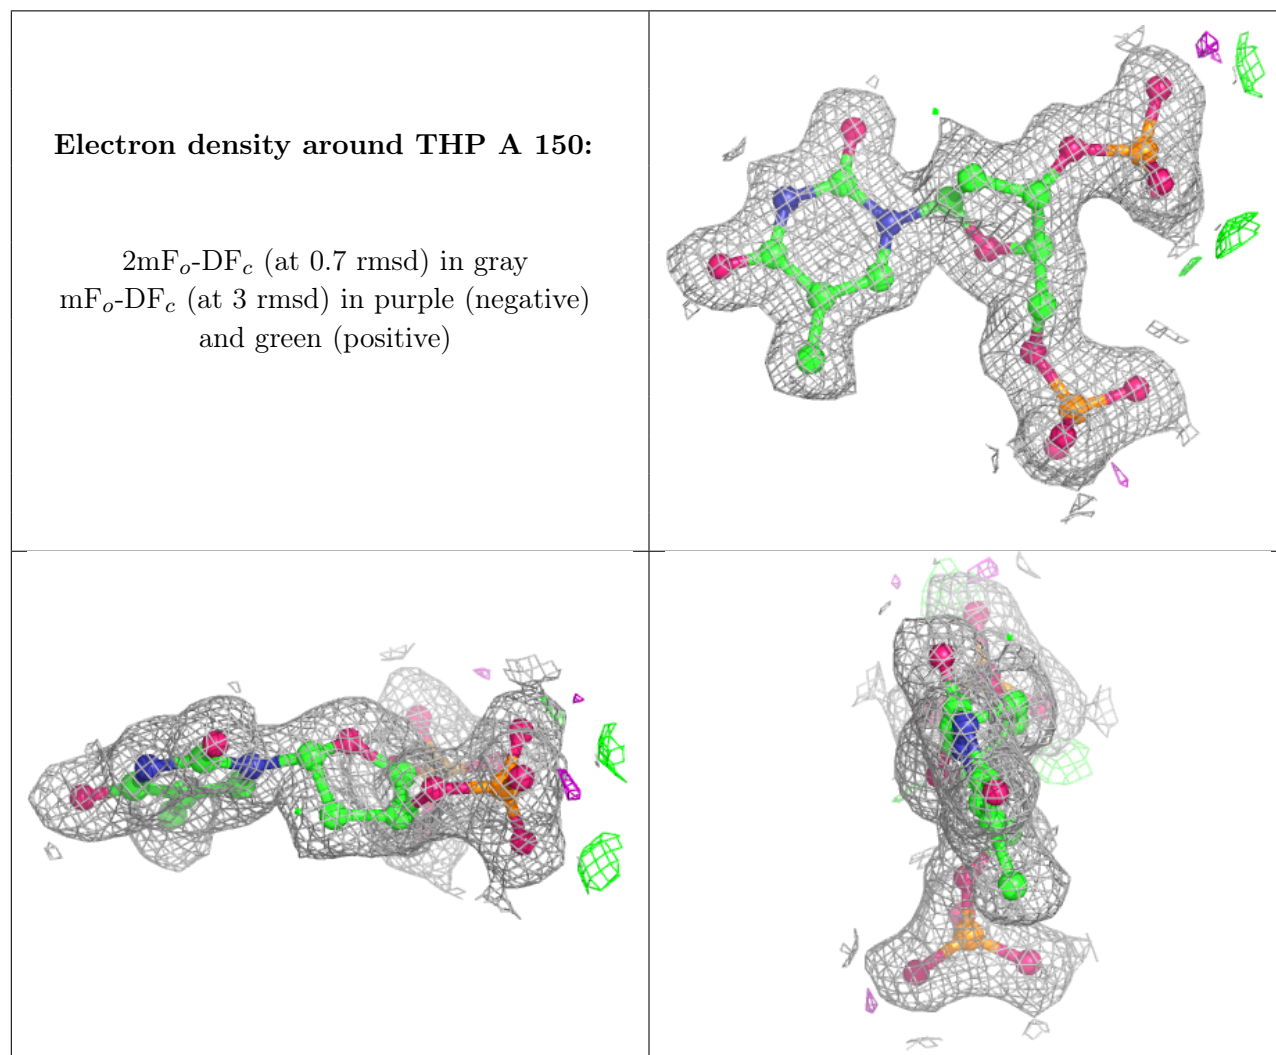 Electron density around THP A 150:
2mFo-DFc (at 0.7 rmsd) in gray
mFo-DFc (at 3 rmsd) in purple (negative)
and green (positive)